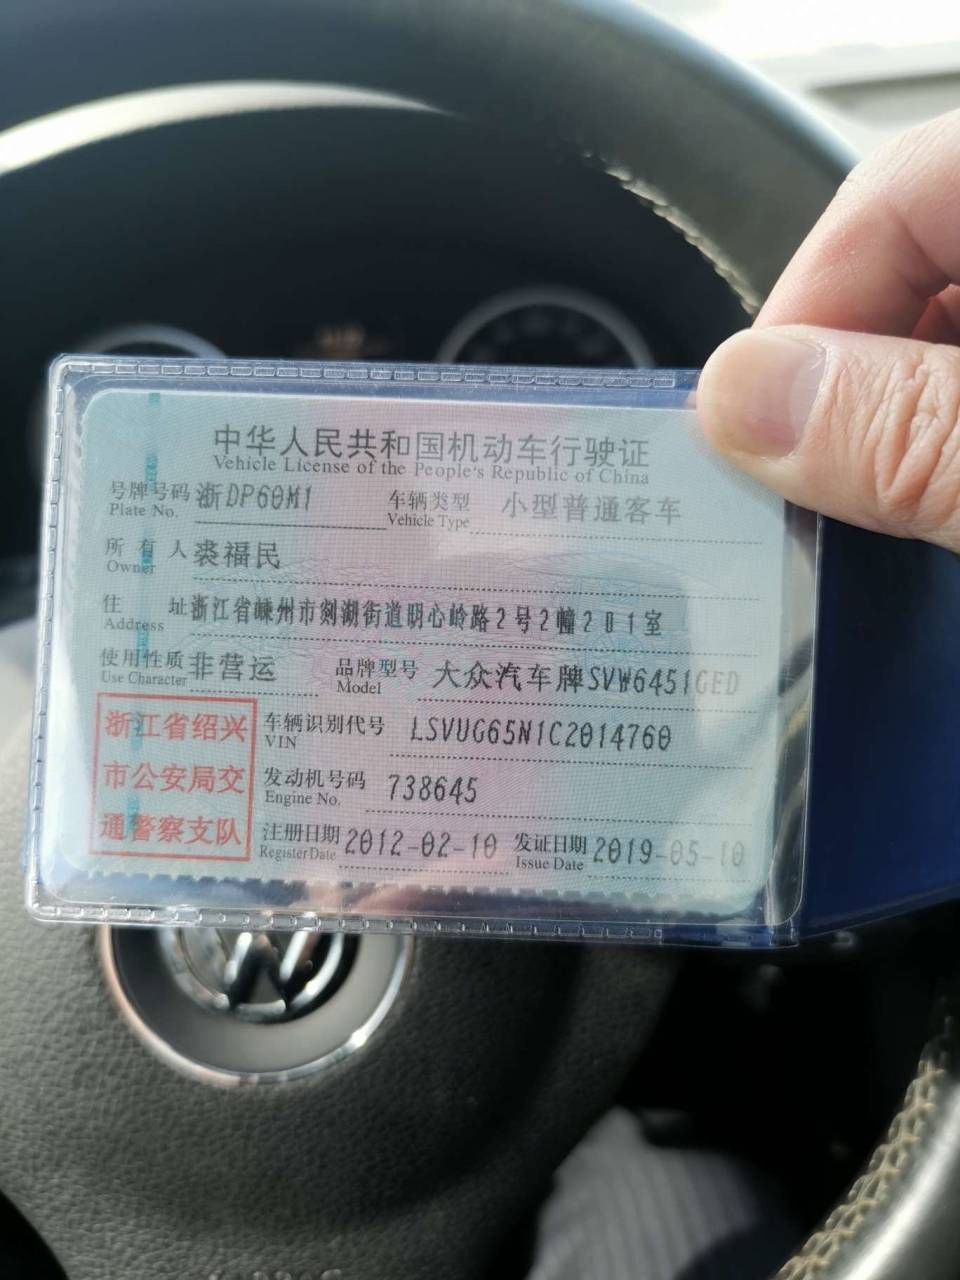 中华人民共和国机动车行驶证
Vehicle License of the People's Republic of China
号牌号码 浙DP60M1 车辆类型 小型普通客车
Plate No. Vehicle Type
所有人 裘福民
Owner
住址 浙江省嵊州市剡湖街道明心岭路2号2幢201室
Address
使用性质 非营运 品牌型号 大众汽车牌SVW6451GED
Use Character Model
浙江省绍兴
市公安局交
通警察支队
车辆识别代号 LSVUG65N1C2014760
VIN
发动机号码 738645
Engine No.
注册日期 2012-02-10 发证日期 2019-05-10
Register Date Issue Date